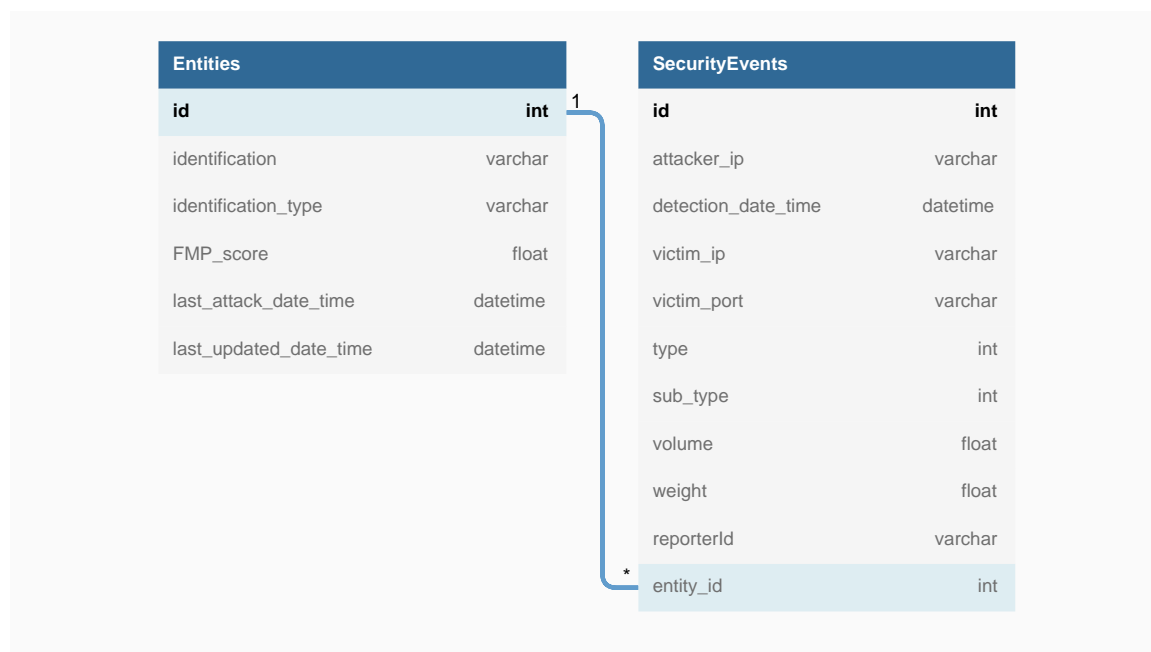 Entities
id int
identification varchar
identification_type varchar
FMP_score float
last_attack_date_time datetime
last_updated_date_time datetime
1
*
SecurityEvents
id int
attacker_ip varchar
detection_date_time datetime
victim_ip varchar
victim_port varchar
type int
sub_type int
volume float
weight float
reporterId varchar
entity_id int